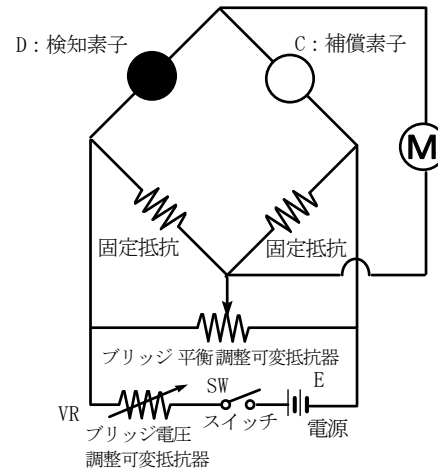 D：検知素子
C：補償素子
M
固定抵抗
固定抵抗
ブリッジ 平衡 調整可変抵抗器
SW
E
VR
スイッチ
電源
ブリッジ電圧
調整可変抵抗器